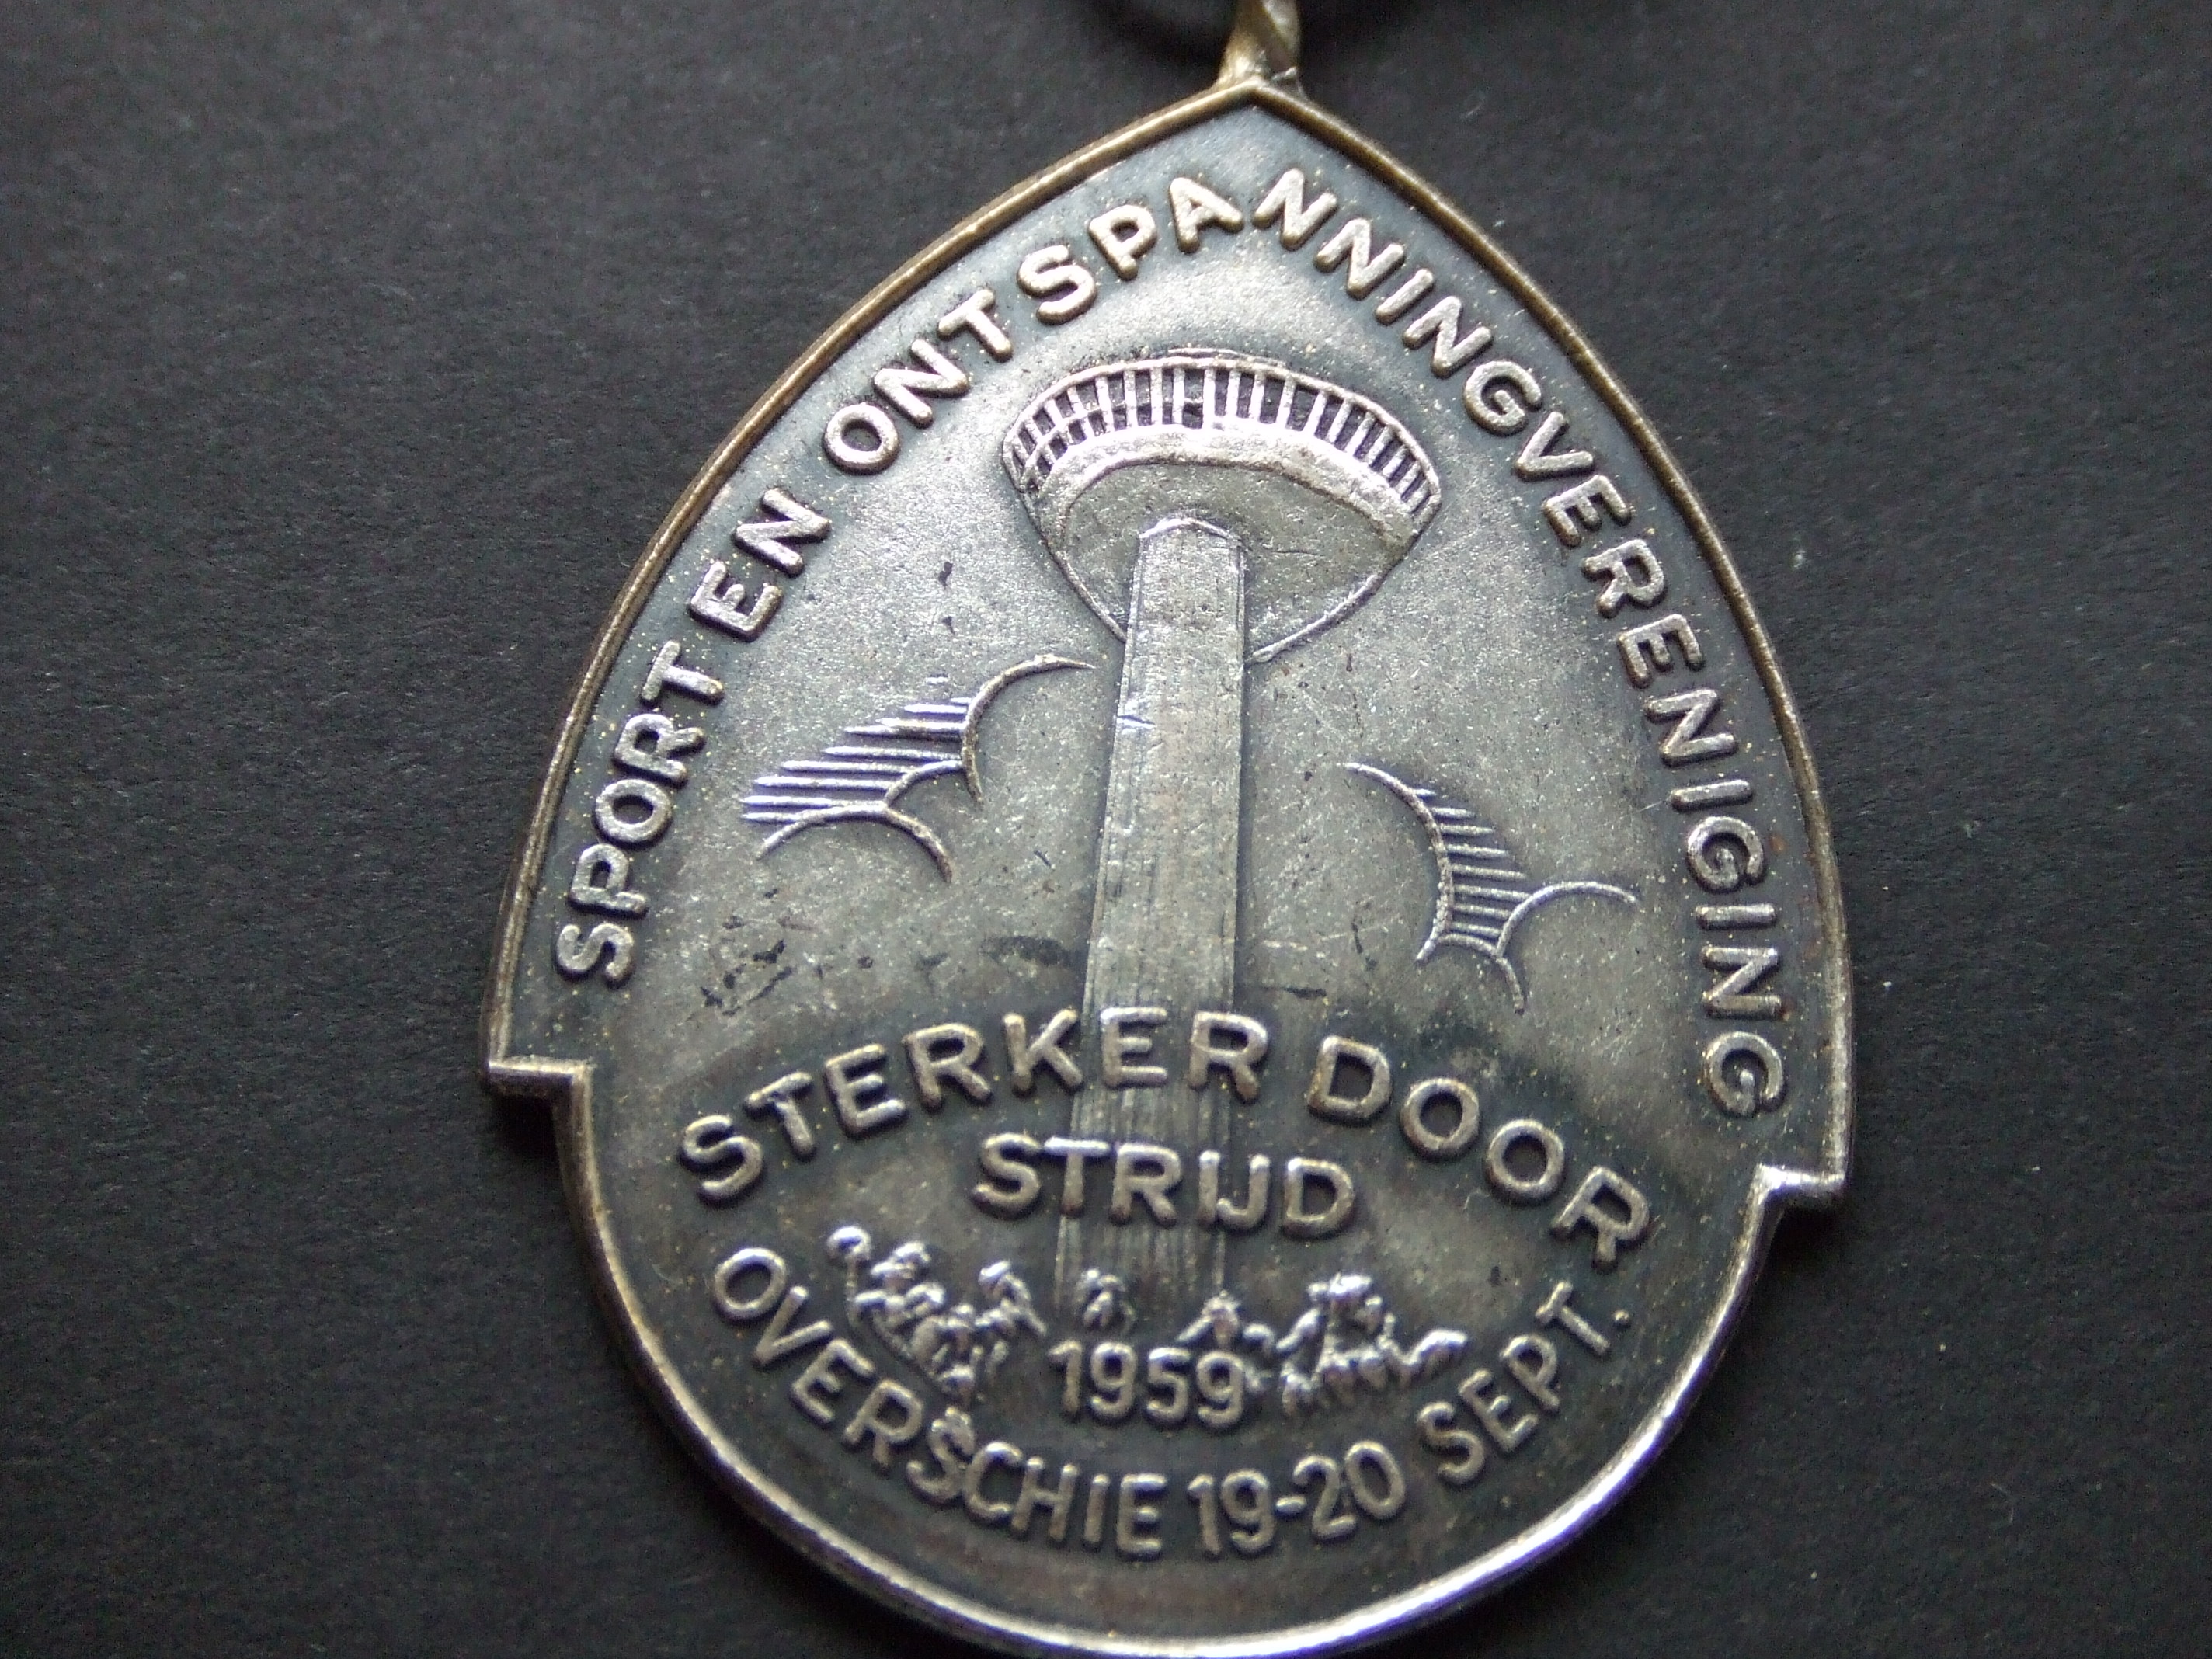 SPORT EN ONTSPANNINGVERENIGING
STERKER DOOR
STRIJD
1959
OVERSCHIE 19-20 SEPT.